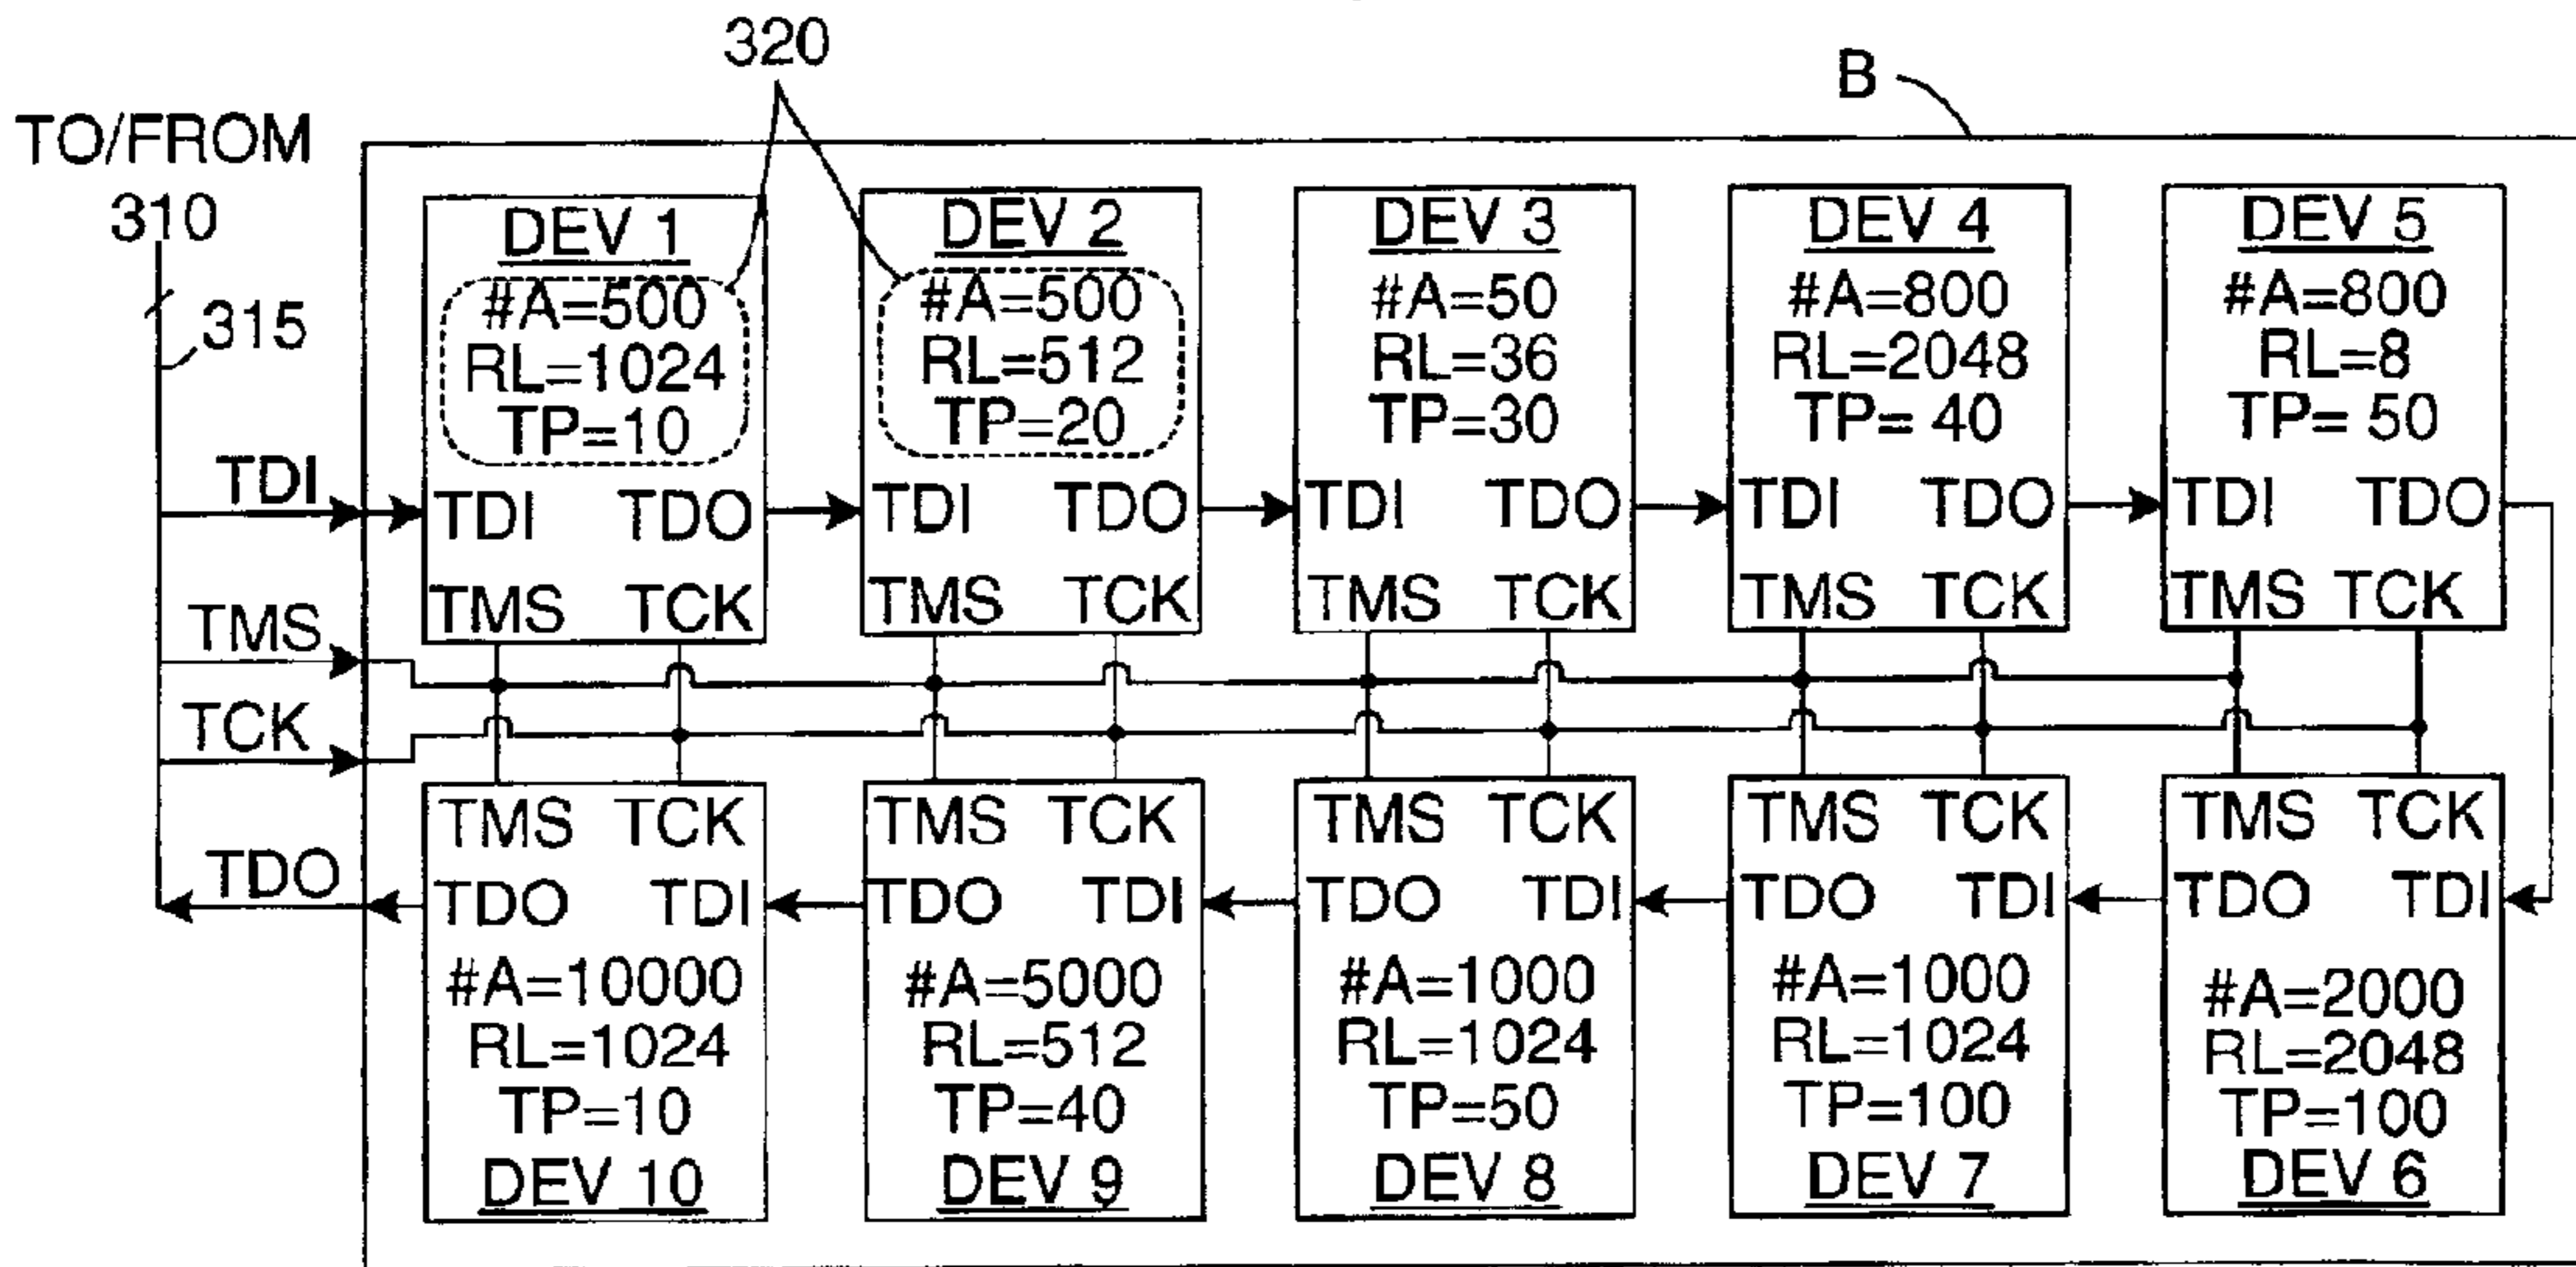 320
B
TO/FROM
310
315
DEV 1
#A=500
RL=1024
TP=10
TDI TDO
TMS TCK
DEV 2
#A=500
RL=512
TP=20
TDI TDO
TMS TCK
DEV 3
#A=50
RL=36
TP=30
TDI TDO
TMS TCK
DEV 4
#A=800
RL=2048
TP= 40
TDI TDO
TMS TCK
DEV 5
#A=800
RL=8
TP= 50
TDI TDO
TMS TCK
TDI
TMS
TCK
TDO
TMS TCK
TDO TDI
#A=10000
RL=1024
TP=10
DEV 10
TMS TCK
TDO TDI
#A=5000
RL=512
TP=40
DEV 9
TMS TCK
TDO TDI
#A=1000
RL=1024
TP=50
DEV 8
TMS TCK
TDO TDI
#A=1000
RL=1024
TP=100
DEV 7
TMS TCK
TDO TDI
#A=2000
RL=2048
TP=100
DEV 6